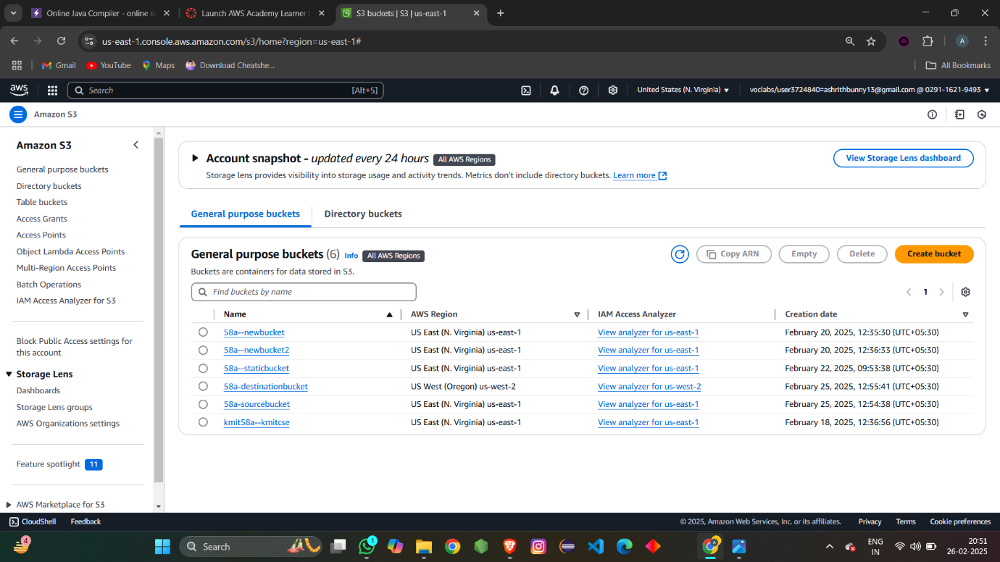 Online Java Compiler - online e
Launch AWS Academy Learner
S3 buckets | S3 | us-east-1
us-east-1.console.aws.amazon.com/s3/home?region=us-east-1#
A
Gmail
YouTube
Maps
Download Cheatshe...
All Bookmarks
aws
Search
[Alt+S]
United States (N. Virginia)
voclabs/user3724840=ashrithbunny13@gmail.com @ 0291-1621-9493
Amazon S3
Amazon S3
General purpose buckets
Directory buckets
Table buckets
Access Grants
Access Points
Object Lambda Access Points
Multi-Region Access Points
Batch Operations
IAM Access Analyzer for S3
Block Public Access settings for
this account
Storage Lens
Dashboards
Storage Lens groups
AWS Organizations settings
Feature spotlight 11
AWS Marketplace for S3
Account snapshot - updated every 24 hours All AWS Regions
View Storage Lens dashboard
Storage lens provides visibility into storage usage and activity trends. Metrics don't include directory buckets. Learn more
General purpose buckets
Directory buckets
General purpose buckets (6) Info All AWS Regions
Copy ARN
Empty
Delete
Create bucket
Buckets are containers for data stored in S3.
Find buckets by name
1
Name AWS Region IAM Access Analyzer Creation date
58a--newbucket US East (N. Virginia) us-east-1 View analyzer for us-east-1 February 20, 2025, 12:35:30 (UTC+05:30)
58a--newbucket2 US East (N. Virginia) us-east-1 View analyzer for us-east-1 February 20, 2025, 12:36:33 (UTC+05:30)
58a--staticbucket US East (N. Virginia) us-east-1 View analyzer for us-east-1 February 22, 2025, 09:53:38 (UTC+05:30)
58a-destinationbucket US West (Oregon) us-west-2 View analyzer for us-west-2 February 25, 2025, 12:55:41 (UTC+05:30)
58a-sourcebucket US East (N. Virginia) us-east-1 View analyzer for us-east-1 February 25, 2025, 12:54:38 (UTC+05:30)
kmit58a--kmitcse US East (N. Virginia) us-east-1 View analyzer for us-east-1 February 18, 2025, 12:36:56 (UTC+05:30)
CloudShell
Feedback
© 2025, Amazon Web Services, Inc. or its affiliates.
Privacy
Terms
Cookie preferences
4
Search
1
ENG
IN
20:51
26-02-2025